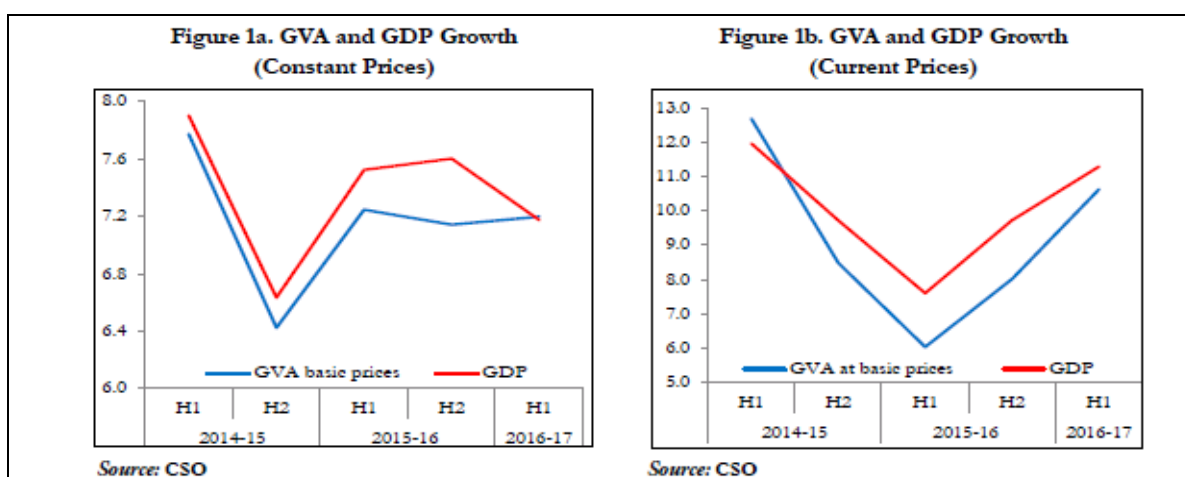 Figure 1a. GVA and GDP Growth
(Constant Prices)
8.0
7.6
7.2
6.8
6.4
6.0
GVA basic prices GDP
H1 H2 H1 H2 H1
2014-15 2015-16 2016-17
Source: CSO
Figure 1b. GVA and GDP Growth
(Current Prices)
13.0
12.0
11.0
10.0
9.0
8.0
7.0
6.0
5.0
GVA at basic prices GDP
H1 H2 H1 H2 H1
2014-15 2015-16 2016-17
Source: CSO